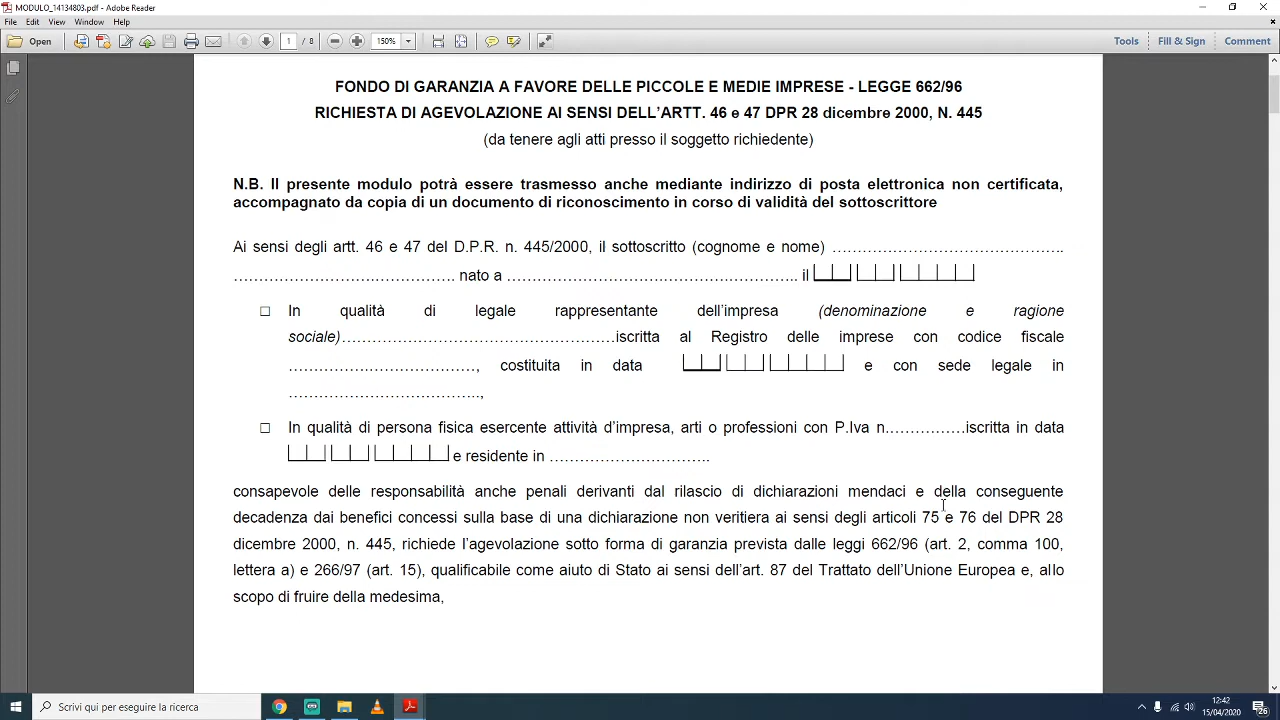 MODULO_14134803.pdf - Adobe Reader
File Edit View Window Help
Open 1 / 8 150% Tools Fill & Sign Comment
FONDO DI GARANZIA A FAVORE DELLE PICCOLE E MEDIE IMPRESE - LEGGE 662/96
RICHIESTA DI AGEVOLAZIONE AI SENSI DELL'ARTT. 46 e 47 DPR 28 dicembre 2000, N. 445
(da tenere agli atti presso il soggetto richiedente)
N.B. Il presente modulo potrà essere trasmesso anche mediante indirizzo di posta elettronica non certificata,
accompagnato da copia di un documento di riconoscimento in corso di validità del sottoscrittore
Ai sensi degli artt. 46 e 47 del D.P.R. n. 445/2000, il sottoscritto (cognome e nome) ……………………………………….
…………………………………. nato a ……………………………………………….. il
□ In qualità di legale rappresentante dell'impresa (denominazione e ragione
sociale)………………………………………………iscritta al Registro delle imprese con codice fiscale
………………………………, costituita in data e con sede legale in
……………………………….,
□ In qualità di persona fisica esercente attività d'impresa, arti o professioni con P.Iva n.……………iscritta in data
e residente in …………………………..
consapevole delle responsabilità anche penali derivanti dal rilascio di dichiarazioni mendaci e della conseguente
decadenza dai benefici concessi sulla base di una dichiarazione non veritiera ai sensi degli articoli 75 e 76 del DPR 28
dicembre 2000, n. 445, richiede l'agevolazione sotto forma di garanzia prevista dalle leggi 662/96 (art. 2, comma 100,
lettera a) e 266/97 (art. 15), qualificabile come aiuto di Stato ai sensi dell'art. 87 del Trattato dell'Unione Europea e, allo
scopo di fruire della medesima,
Scrivi qui per eseguire la ricerca
12:42
15/04/2020
26